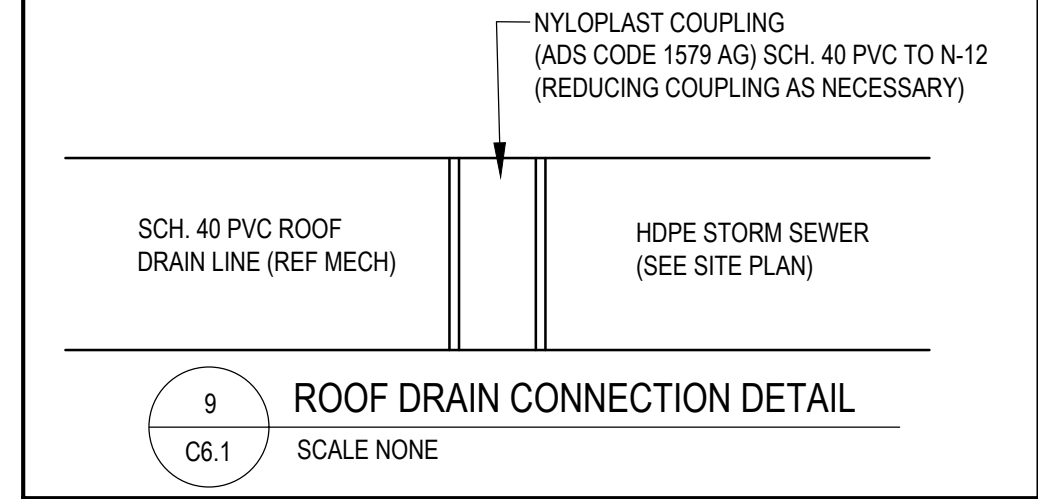 NYLOPLAST COUPLING
(ADS CODE 1579 AG) SCH. 40 PVC TO N-12
(REDUCING COUPLING AS NECESSARY)
SCH. 40 PVC ROOF
DRAIN LINE (REF MECH)
HDPE STORM SEWER
(SEE SITE PLAN)
9
C6.1
ROOF DRAIN CONNECTION DETAIL
SCALE NONE